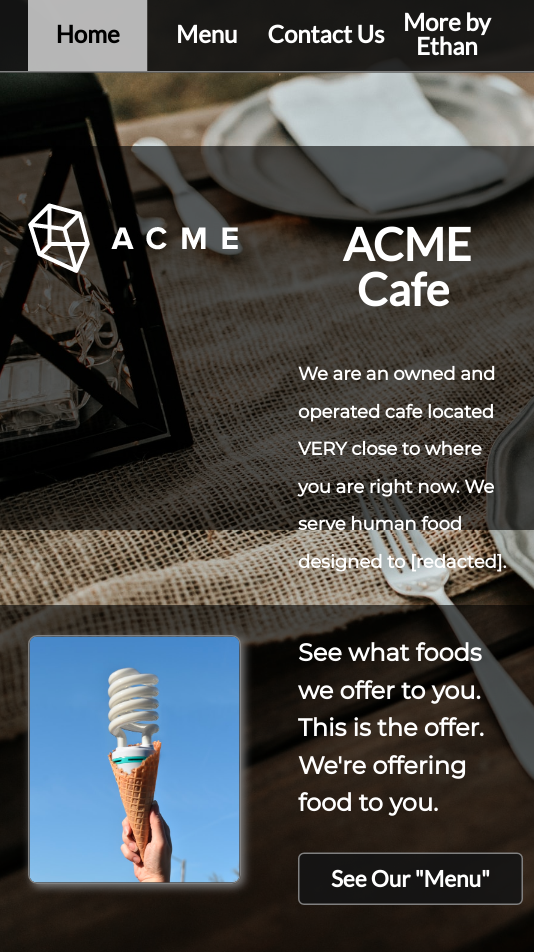 Home
Menu
Contact Us
More by
Ethan
ACME
ACME
Cafe
We are an owned and
operated cafe located
VERY close to where
you are right now. We
serve human food
designed to [redacted].
See what foods
we offer to you.
This is the offer.
We're offering
food to you.
See Our "Menu"